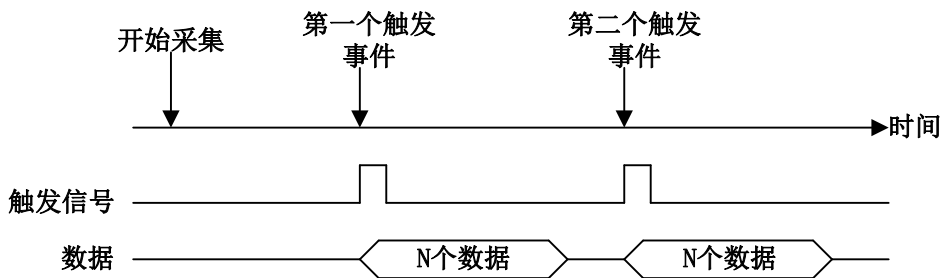 开始采集
第一个触发
事件
第二个触发
事件
时间
触发信号
数据
N个数据
N个数据